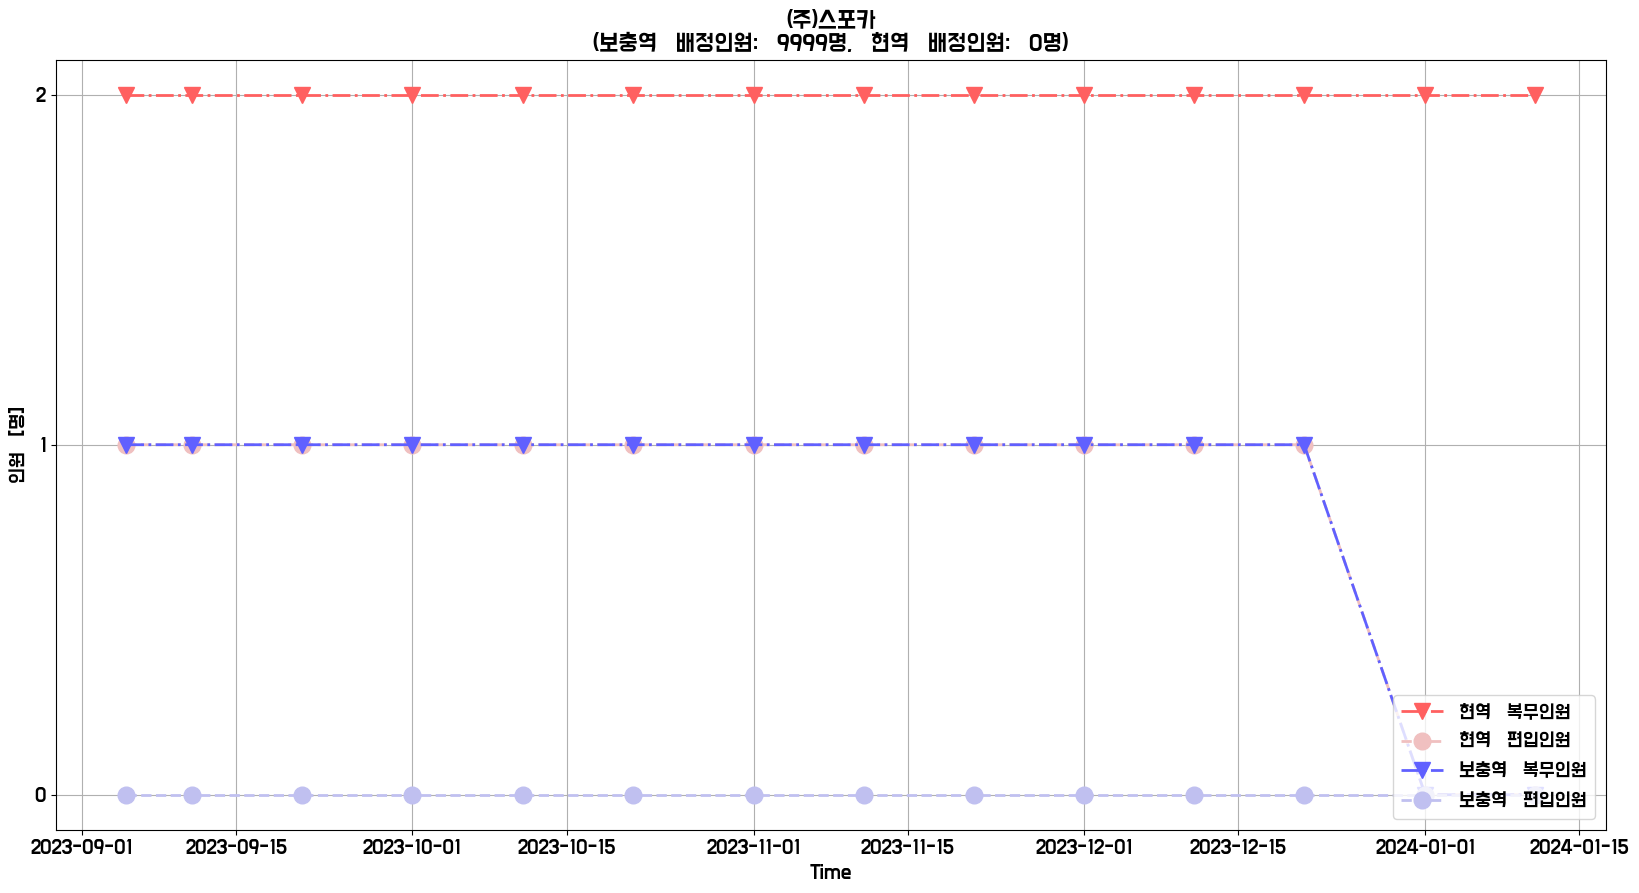 (주)스포카
(보충역 배정인원: 9999명, 현역 배정인원: 0명)
인원 [명]
2
1
0
현역 복무인원
현역 편입인원
보충역 복무인원
보충역 편입인원
2023-09-01 2023-09-15 2023-10-01 2023-10-15 2023-11-01 2023-11-15 2023-12-01 2023-12-15 2024-01-01 2024-01-15
Time